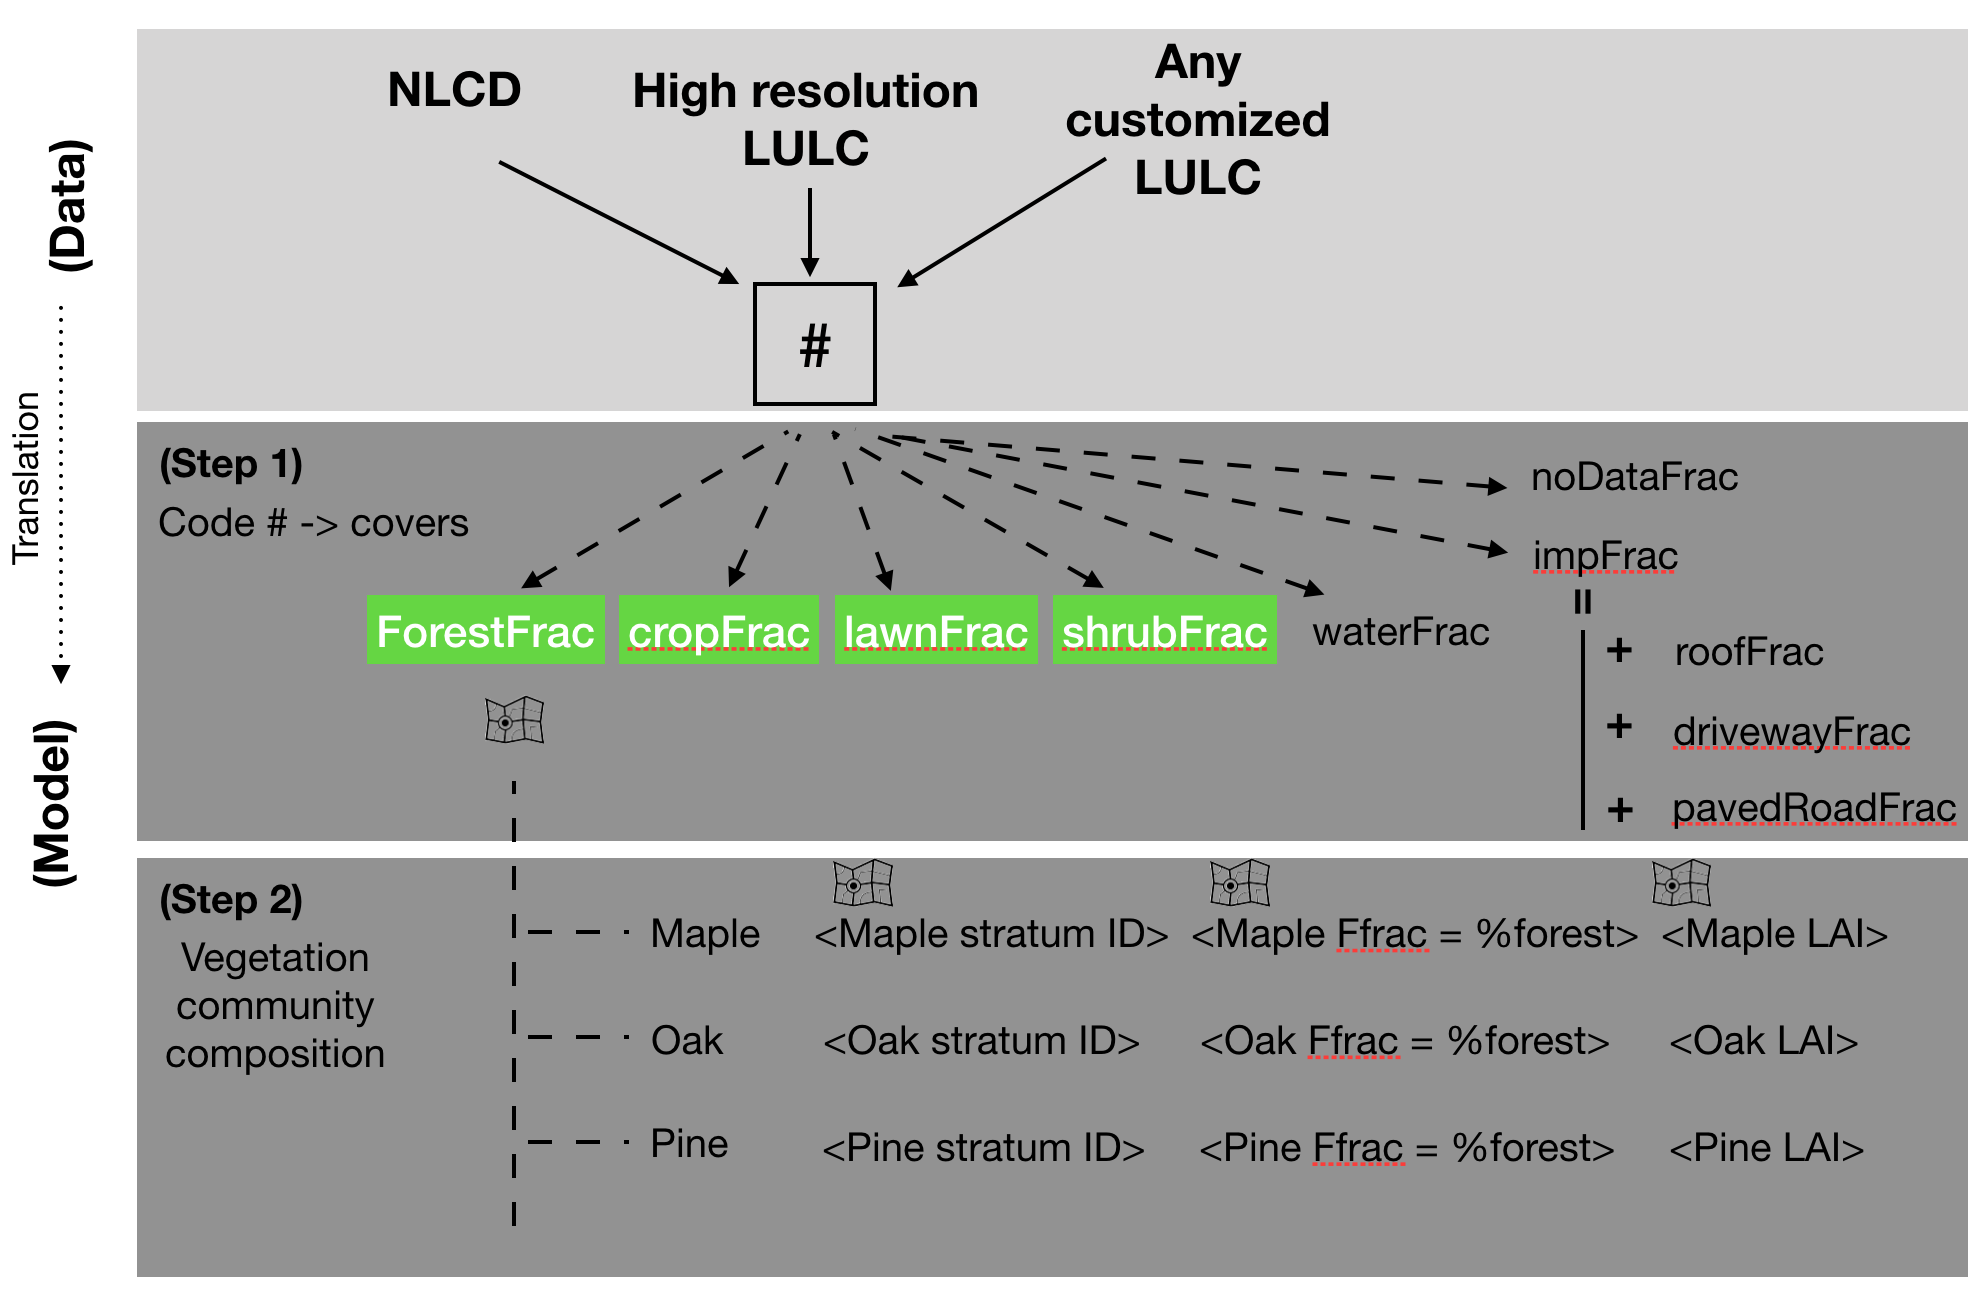 (Data)
Translation
(Model)
NLCD
High resolution
LULC
Any
customized
LULC
#
(Step 1)
Code # -> covers
noDataFrac
impFrac
=
ForestFrac cropFrac lawnFrac shrubFrac waterFrac
+ roofFrac
+ drivewayFrac
+ pavedRoadFrac
(Step 2)
Vegetation
community
composition
Maple <Maple stratum ID> <Maple Ffrac = %forest> <Maple LAI>
Oak <Oak stratum ID> <Oak Ffrac = %forest> <Oak LAI>
Pine <Pine stratum ID> <Pine Ffrac = %forest> <Pine LAI>